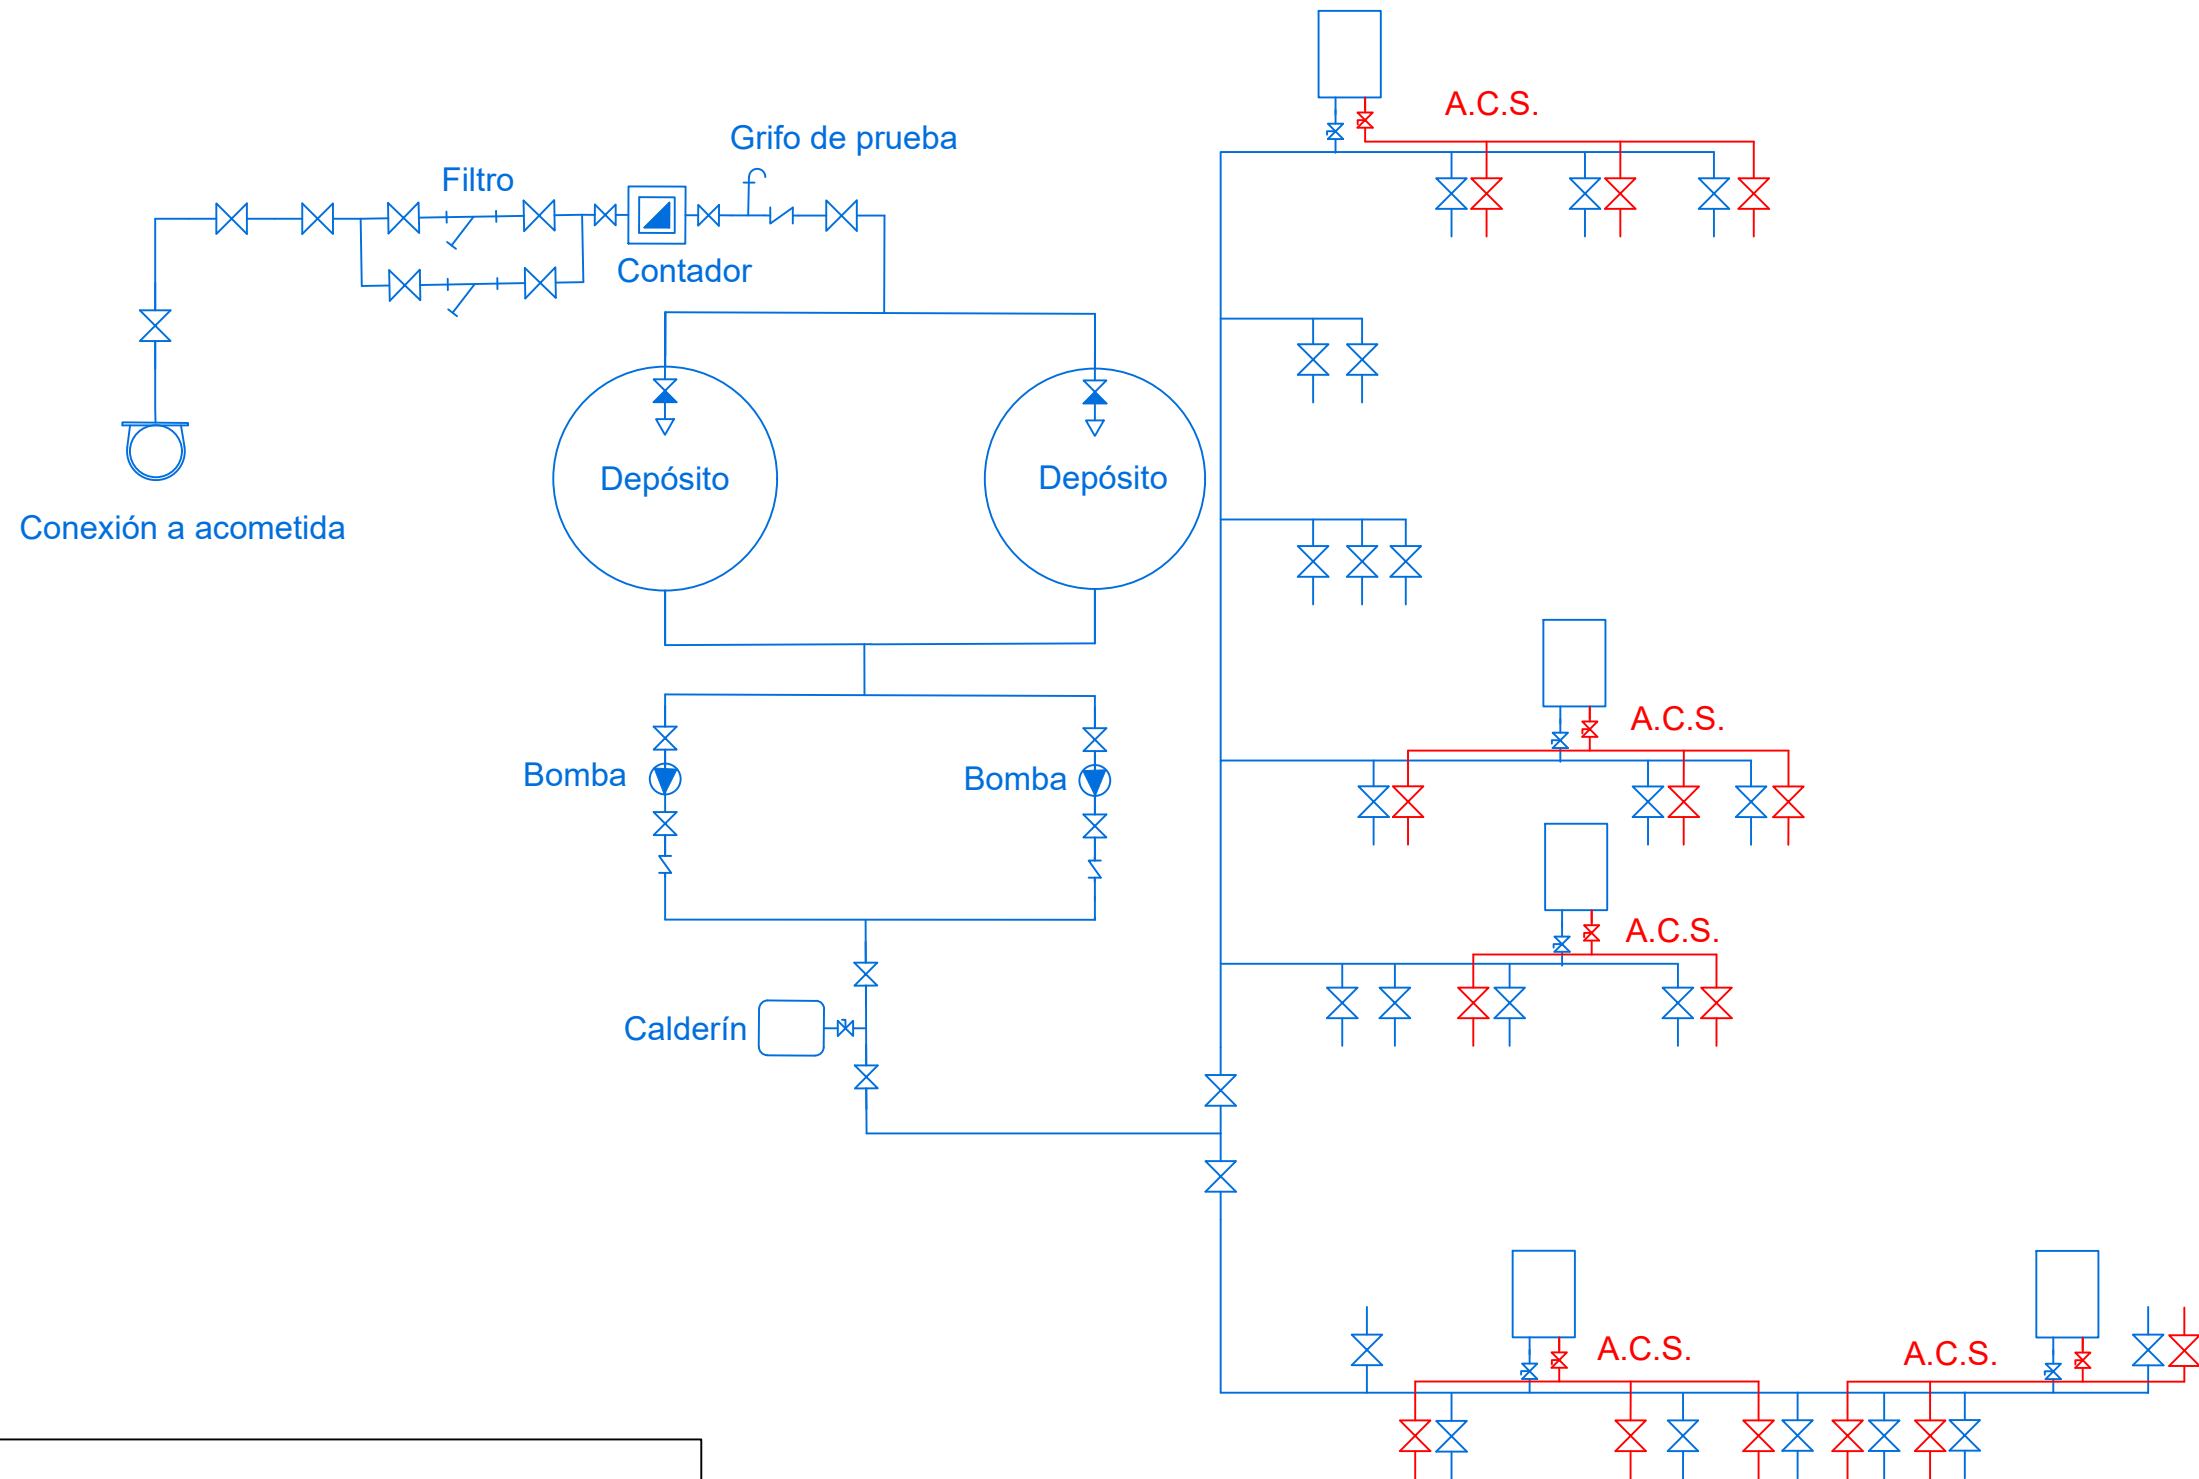 A.C.S.
Grifo de prueba
Filtro
Contador
Depósito
Depósito
Conexión a acometida
A.C.S.
Bomba
Bomba
A.C.S.
Calderín
A.C.S.
A.C.S.